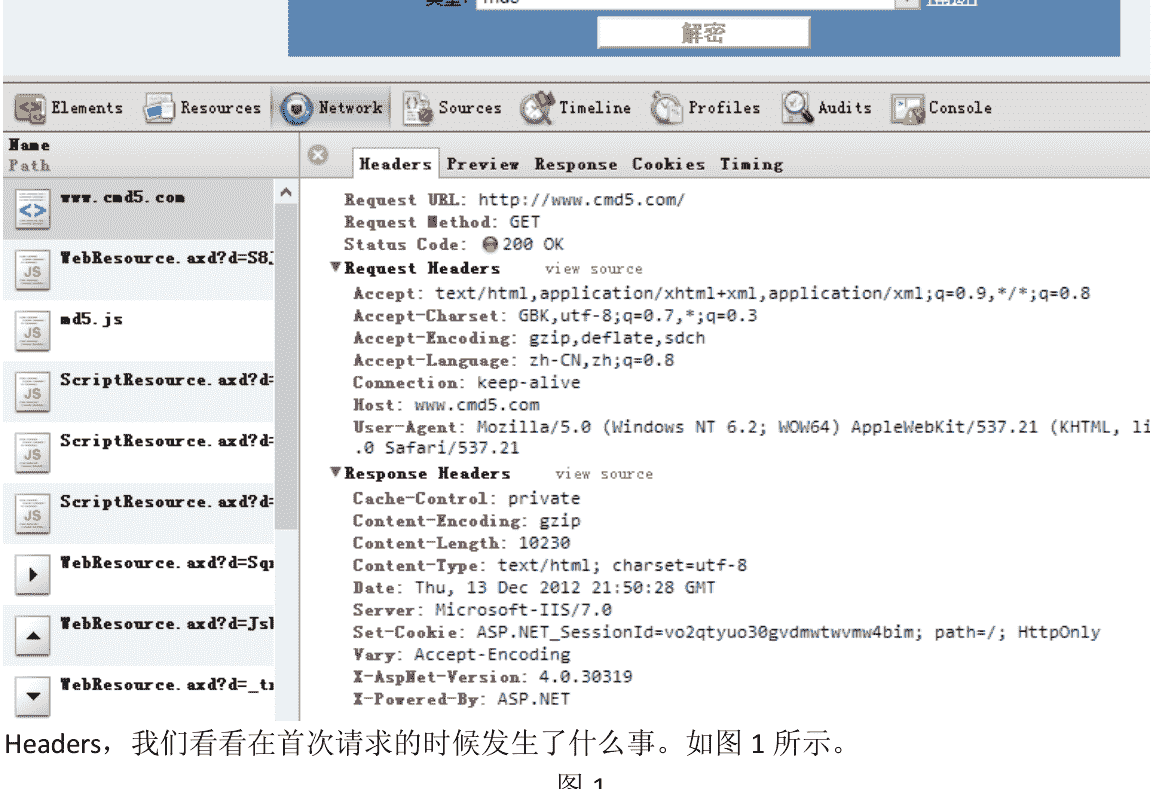 类型: md5
解密
Elements Resources Network Sources Timeline Profiles Audits Console
Name
Path
Headers Preview Response Cookies Timing
www.cmd5.com
WebResource.axd?d=S8
md5.js
ScriptResource.axd?d=
ScriptResource.axd?d=
ScriptResource.axd?d=
WebResource.axd?d=Sq
WebResource.axd?d=Js
WebResource.axd?d=_t
Request URL: http://www.cmd5.com/
Request Method: GET
Status Code: 200 OK
Request Headers view source
Accept: text/html,application/xhtml+xml,application/xml;q=0.9,*/*;q=0.8
Accept-Charset: GBK,utf-8;q=0.7,*;q=0.3
Accept-Encoding: gzip,deflate,sdch
Accept-Language: zh-CN,zh;q=0.8
Connection: keep-alive
Host: www.cmd5.com
User-Agent: Mozilla/5.0 (Windows NT 6.2; WOW64) AppleWebKit/537.21 (KHTML, li
.0 Safari/537.21
Response Headers view source
Cache-Control: private
Content-Encoding: gzip
Content-Length: 10230
Content-Type: text/html; charset=utf-8
Date: Thu, 13 Dec 2012 21:50:28 GMT
Server: Microsoft-IIS/7.0
Set-Cookie: ASP.NET_SessionId=vo2qtyuo30gvdmwtwvmw4bim; path=/; HttpOnly
Vary: Accept-Encoding
X-AspNet-Version: 4.0.30319
X-Powered-By: ASP.NET
JS
JS
JS
JS
JS
Headers，我们看看在首次请求的时候发生了什么事。如图 1 所示。
图 1